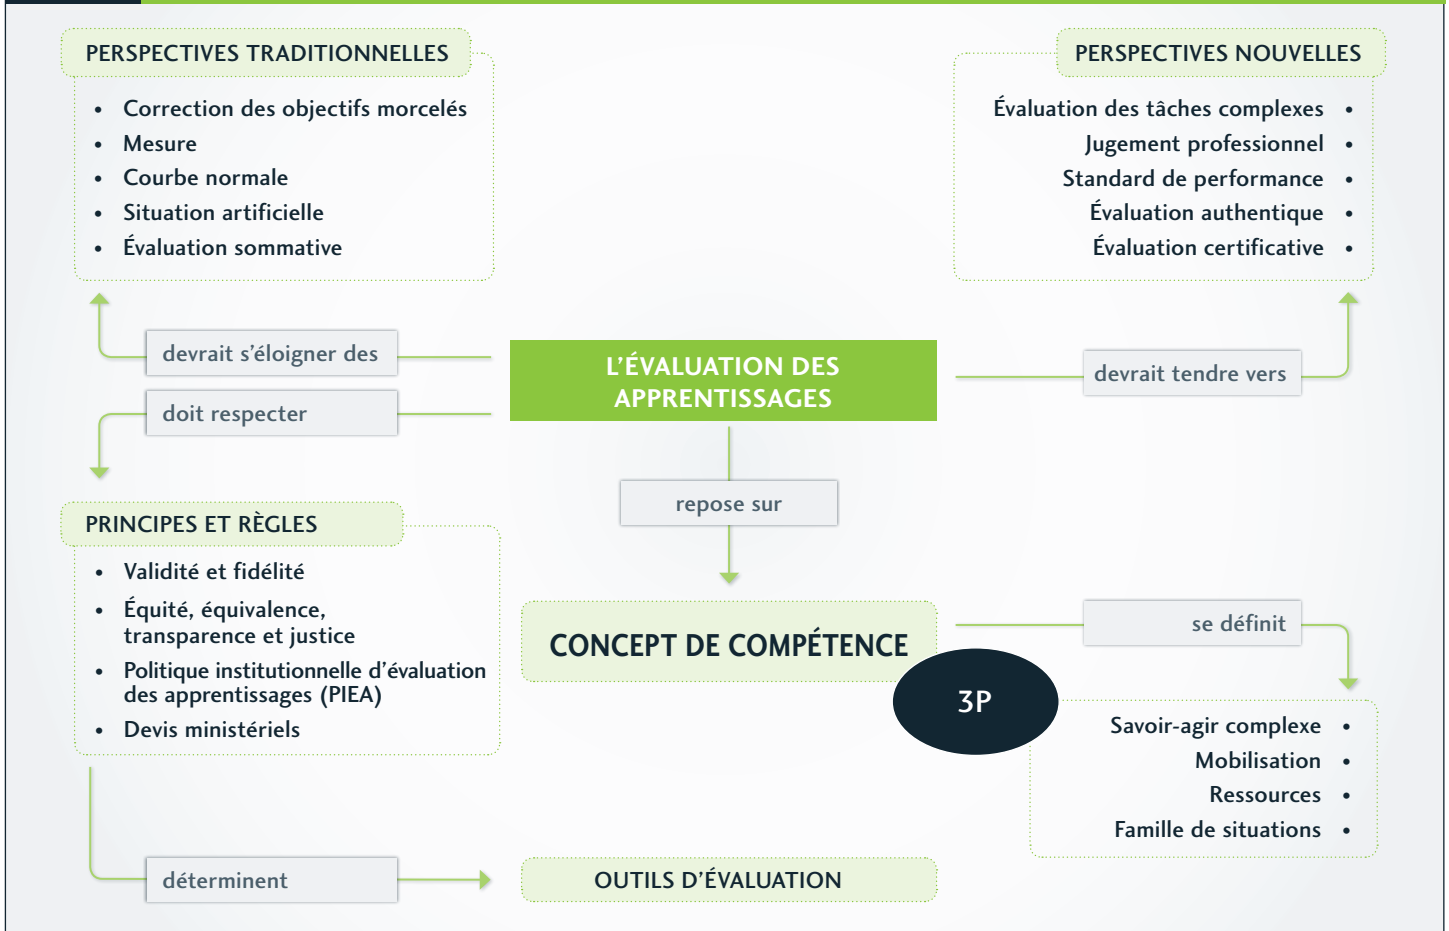 PERSPECTIVES TRADITIONNELLES
• Correction des objectifs morcelés
• Mesure
• Courbe normale
• Situation artificielle
• Évaluation sommative
PERSPECTIVES NOUVELLES
Évaluation des tâches complexes •
Jugement professionnel •
Standard de performance •
Évaluation authentique •
Évaluation certificative •
devrait s’éloigner des
doit respecter
L’ÉVALUATION DES
APPRENTISSAGES
devrait tendre vers
repose sur
PRINCIPES ET RÈGLES
• Validité et fidélité
• Équité, équivalence,
transparence et justice
• Politique institutionnelle d’évaluation
des apprentissages (PIEA)
• Devis ministériels
CONCEPT DE COMPÉTENCE
3P
se définit
Savoir-agir complexe •
Mobilisation •
Ressources •
Famille de situations •
déterminent
OUTILS D’ÉVALUATION